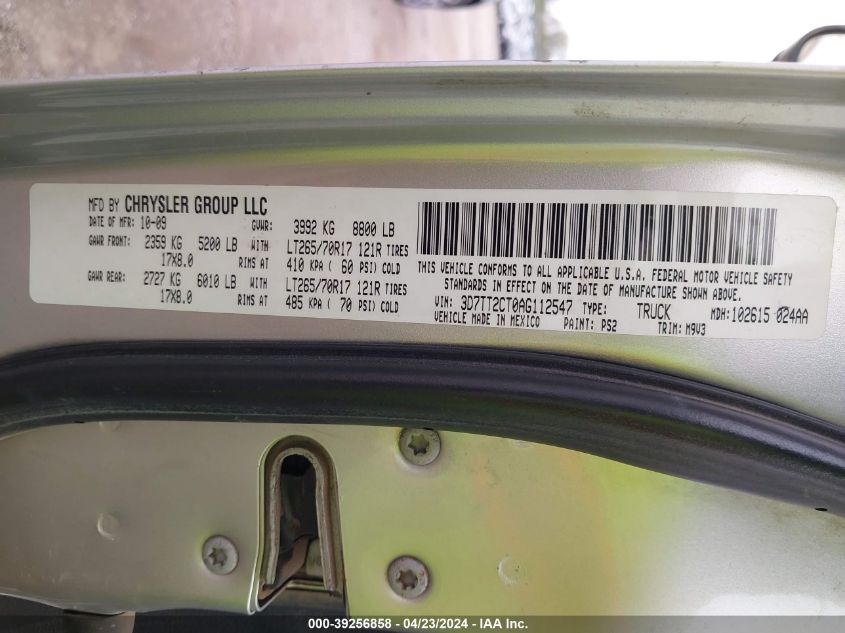 MFD BY CHRYSLER GROUP LLC
DATE OF MFR: 10-09 GVWR: 3992 KG 8800 LB
GAWR FRONT: 2359 KG 5200 LB WITH LT265/70R17 121R TIRES
17X8.0 RIMS AT 410 KPA ( 60 PSI) COLD
GAWR REAR: 2727 KG 6010 LB WITH LT265/70R17 121R TIRES
17X8.0 RIMS AT 485 KPA ( 70 PSI) COLD
THIS VEHICLE CONFORMS TO ALL APPLICABLE U.S.A. FEDERAL MOTOR VEHICLE SAFETY
STANDARDS IN EFFECT ON THE DATE OF MANUFACTURE SHOWN ABOVE.
VIN: 3D7TT2CT0AG112547 TYPE: TRUCK MDH:102615 024AA
VEHICLE MADE IN MEXICO PAINT: PS2 TRIM: M9V3
000-39256858 - 04/23/2024 - IAA Inc.